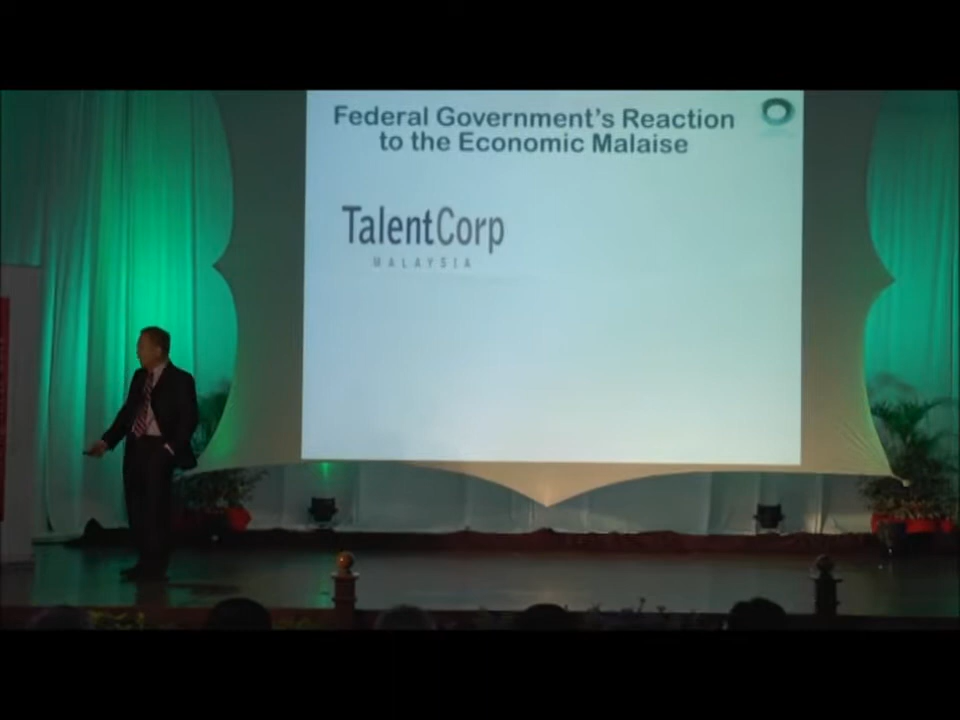 Federal Government's Reaction
to the Economic Malaise
TalentCorp
MALAYSIA